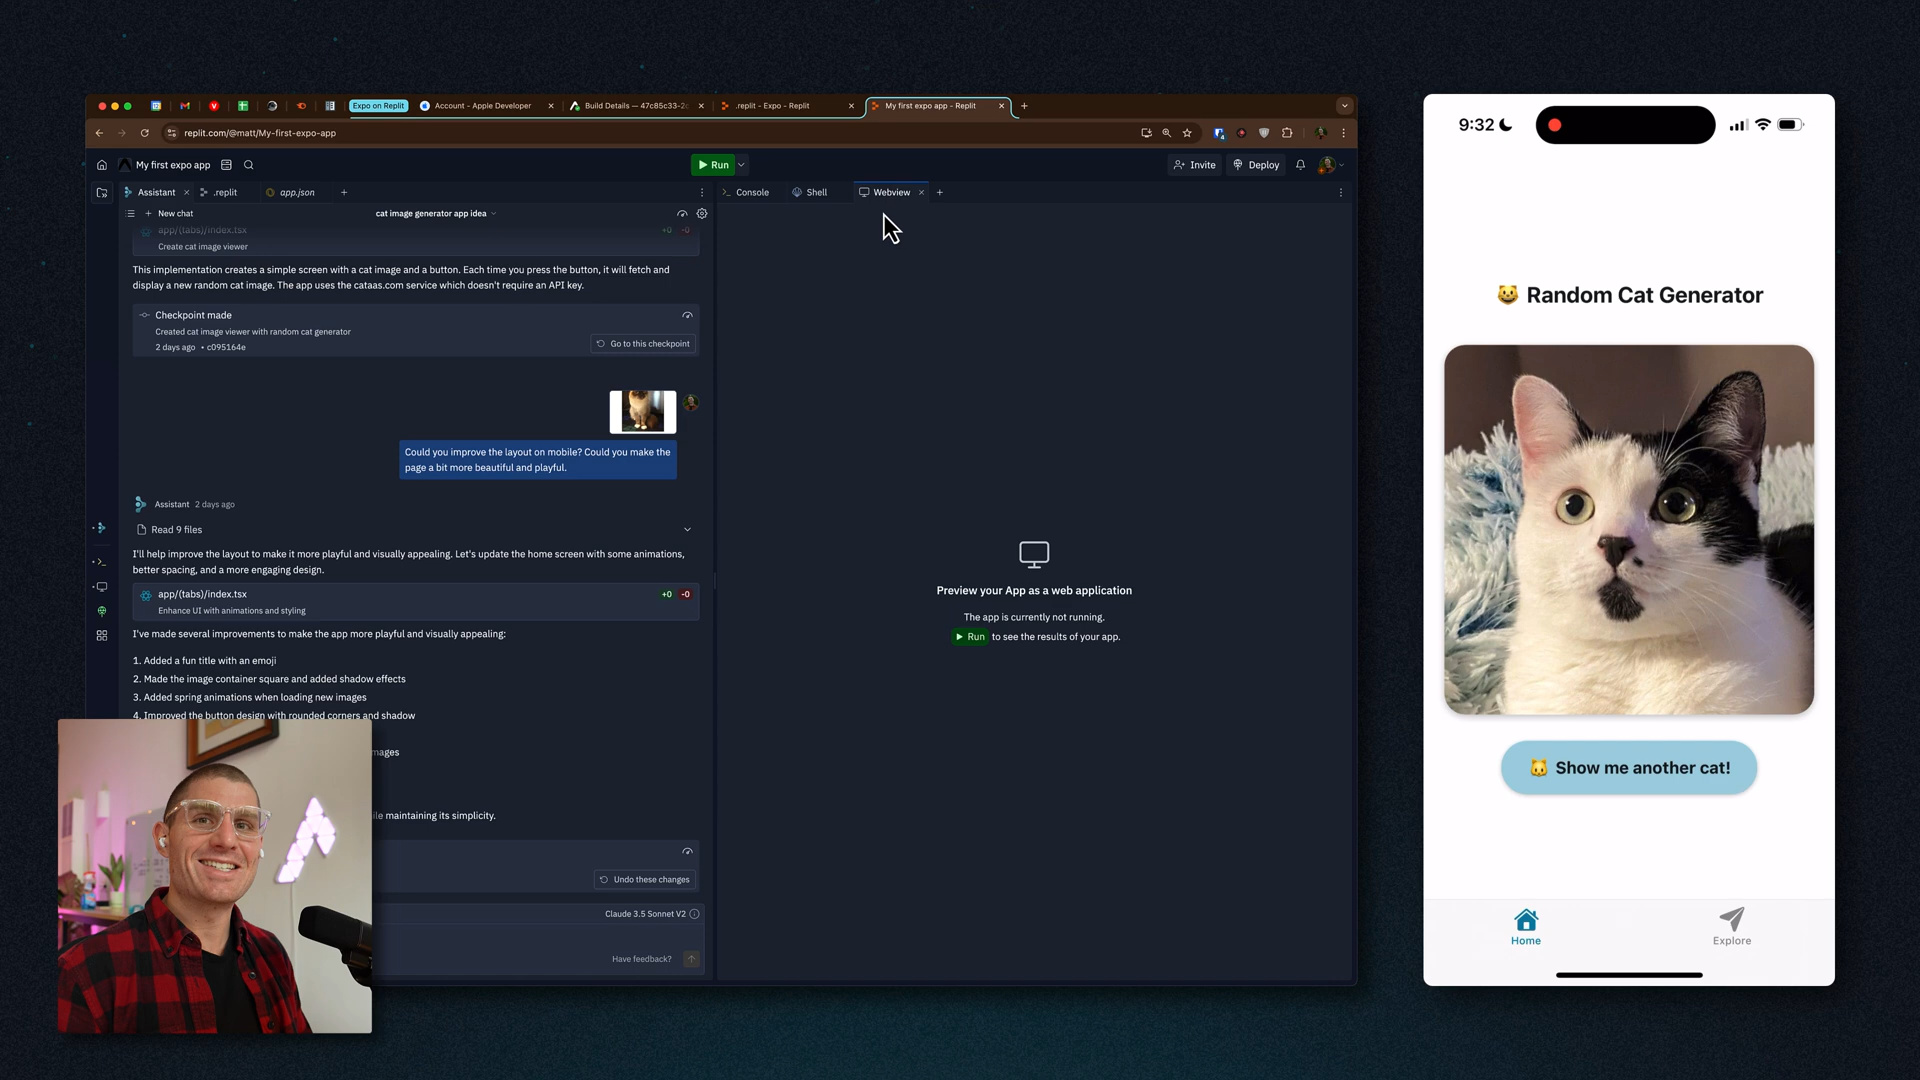 Expo on Replit
Account - Apple Developer
Build Details — 47c85c33-2c
.replit - Expo - Replit
My first expo app - Replit
replit.com/@matt/My-first-expo-app
My first expo app
Run
Invite
Deploy
Assistant
.replit
app.json
Console
Shell
Webview
New chat
cat image generator app idea
app/(tabs)/index.tsx
+0 -0
Create cat image viewer
This implementation creates a simple screen with a cat image and a button. Each time you press the button, it will fetch and
display a new random cat image. The app uses the cataas.com service which doesn't require an API key.
Checkpoint made
Created cat image viewer with random cat generator
2 days ago • c095164e
Go to this checkpoint
Could you improve the layout on mobile? Could you make the
page a bit more beautiful and playful.
Assistant 2 days ago
Read 9 files
I'll help improve the layout to make it more playful and visually appealing. Let's update the home screen with some animations,
better spacing, and a more engaging design.
app/(tabs)/index.tsx
+0 -0
Enhance UI with animations and styling
I've made several improvements to make the app more playful and visually appealing:
1. Added a fun title with an emoji
2. Made the image container square and added shadow effects
3. Added spring animations when loading new images
4. Improved the button design with rounded corners and shadow
mages
ile maintaining its simplicity.
Undo these changes
Claude 3.5 Sonnet V2
Have feedback?
Preview your App as a web application
The app is currently not running.
Run to see the results of your app.
9:32
😺 Random Cat Generator
🐱 Show me another cat!
Home
Explore